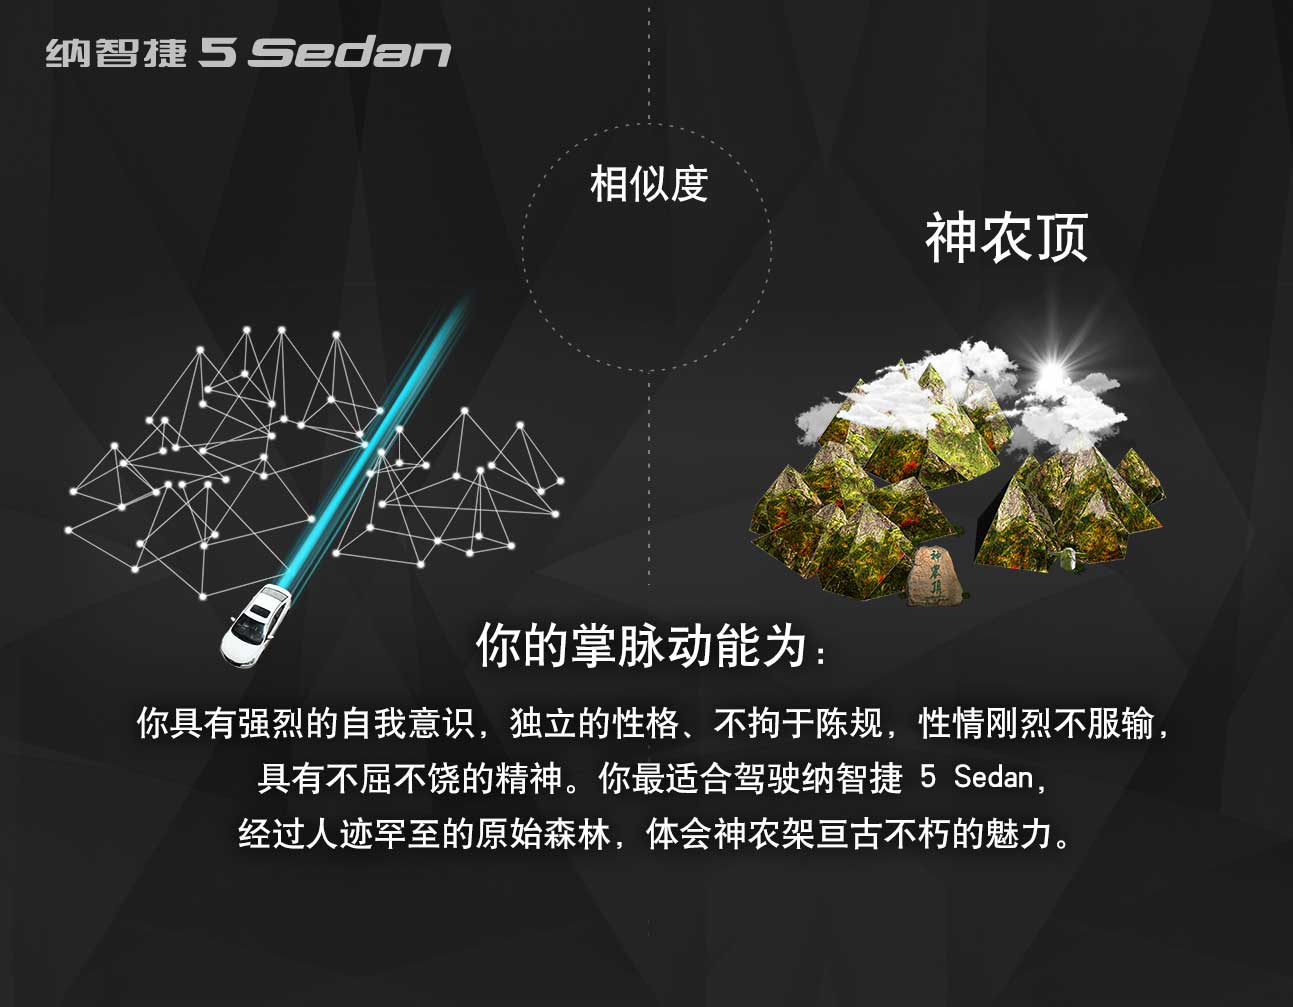 纳智捷 5 Sedan
相似度
神农顶
神农顶
你的掌脉动能为：
你具有强烈的自我意识，独立的性格、不拘于陈规，性情刚烈不服输，
具有不屈不饶的精神。你最适合驾驶纳智捷 5 Sedan，
经过人迹罕至的原始森林，体会神农架亘古不朽的魅力。